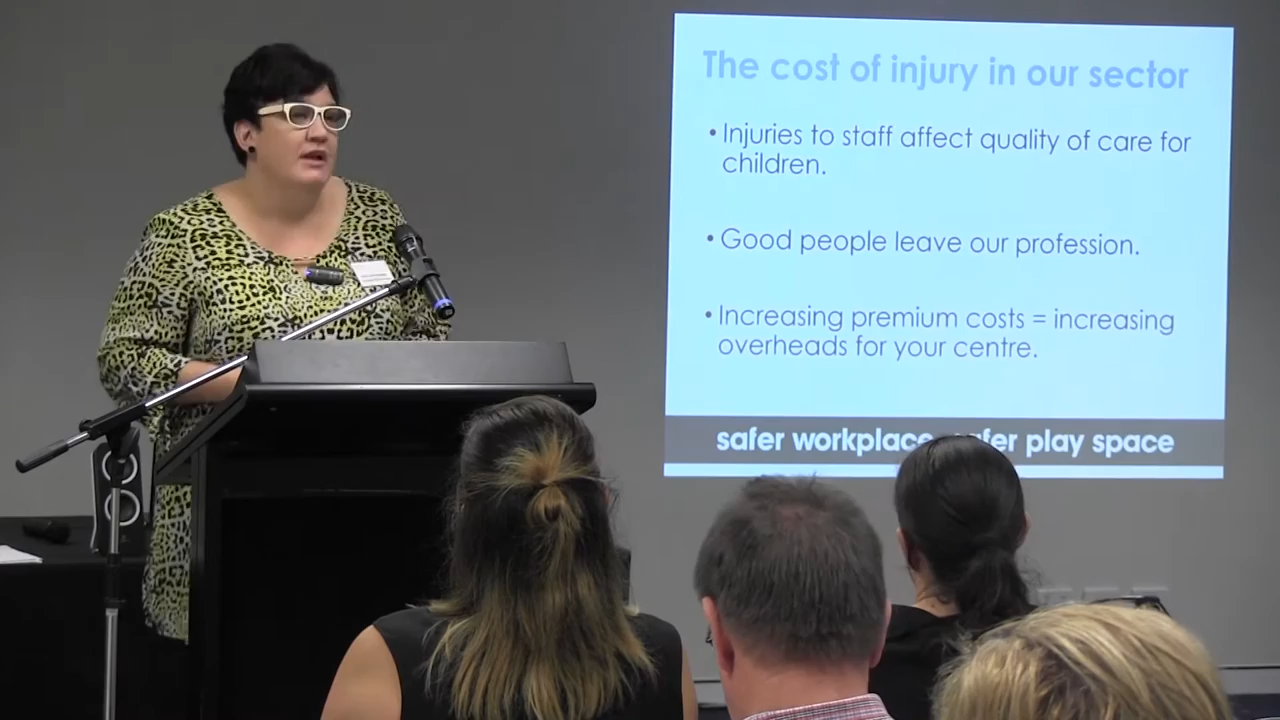 The cost of injury in our sector
• Injuries to staff affect quality of care for
children.
• Good people leave our profession.
• Increasing premium costs = increasing
overheads for your centre.
safer workplace safer play space